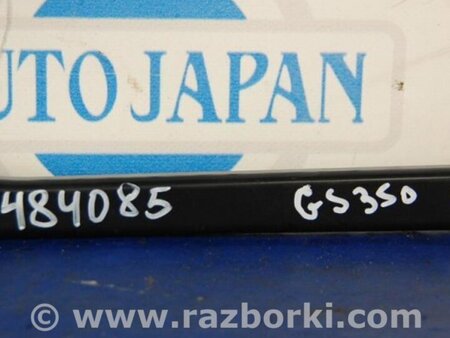 UTO JAPAN
484085 GS350
© www.razborki.com